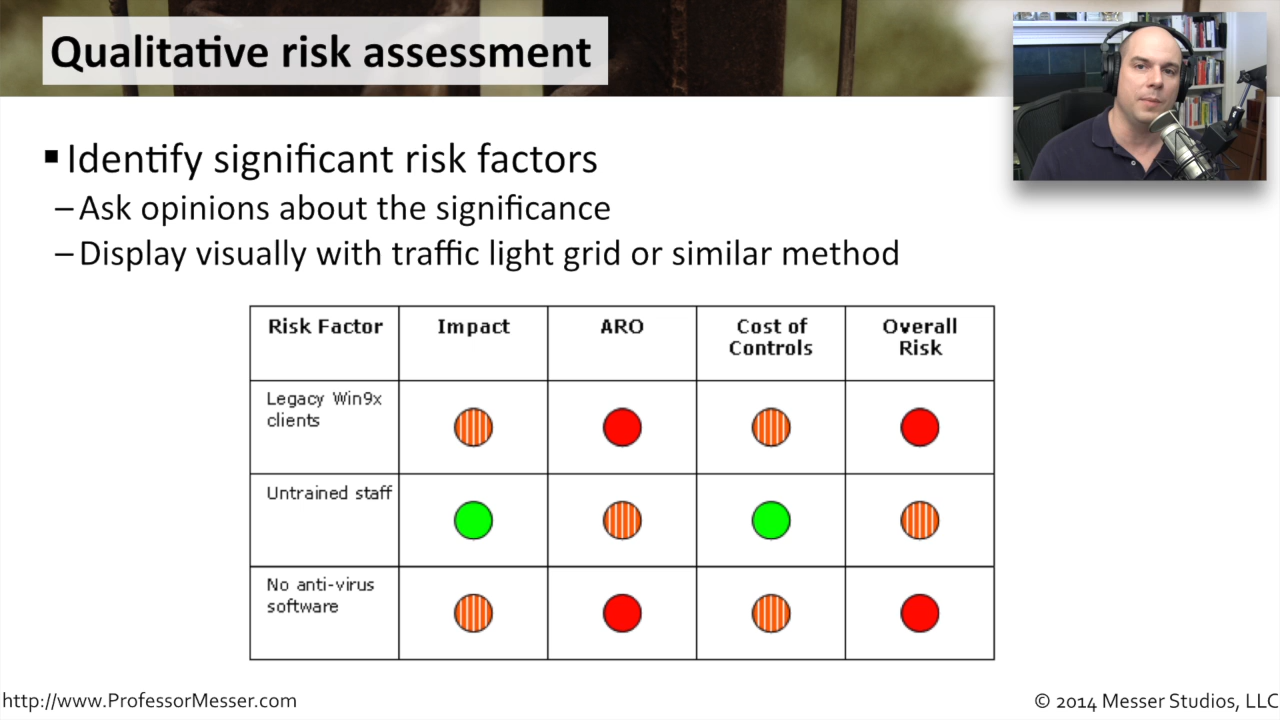 Qualitative risk assessment
▪ Identify significant risk factors
– Ask opinions about the significance
– Display visually with traffic light grid or similar method
Risk Factor Impact ARO Cost of Controls Overall Risk
Legacy Win9x clients
Untrained staff
No anti-virus software
http://www.ProfessorMesser.com © 2014 Messer Studios, LLC